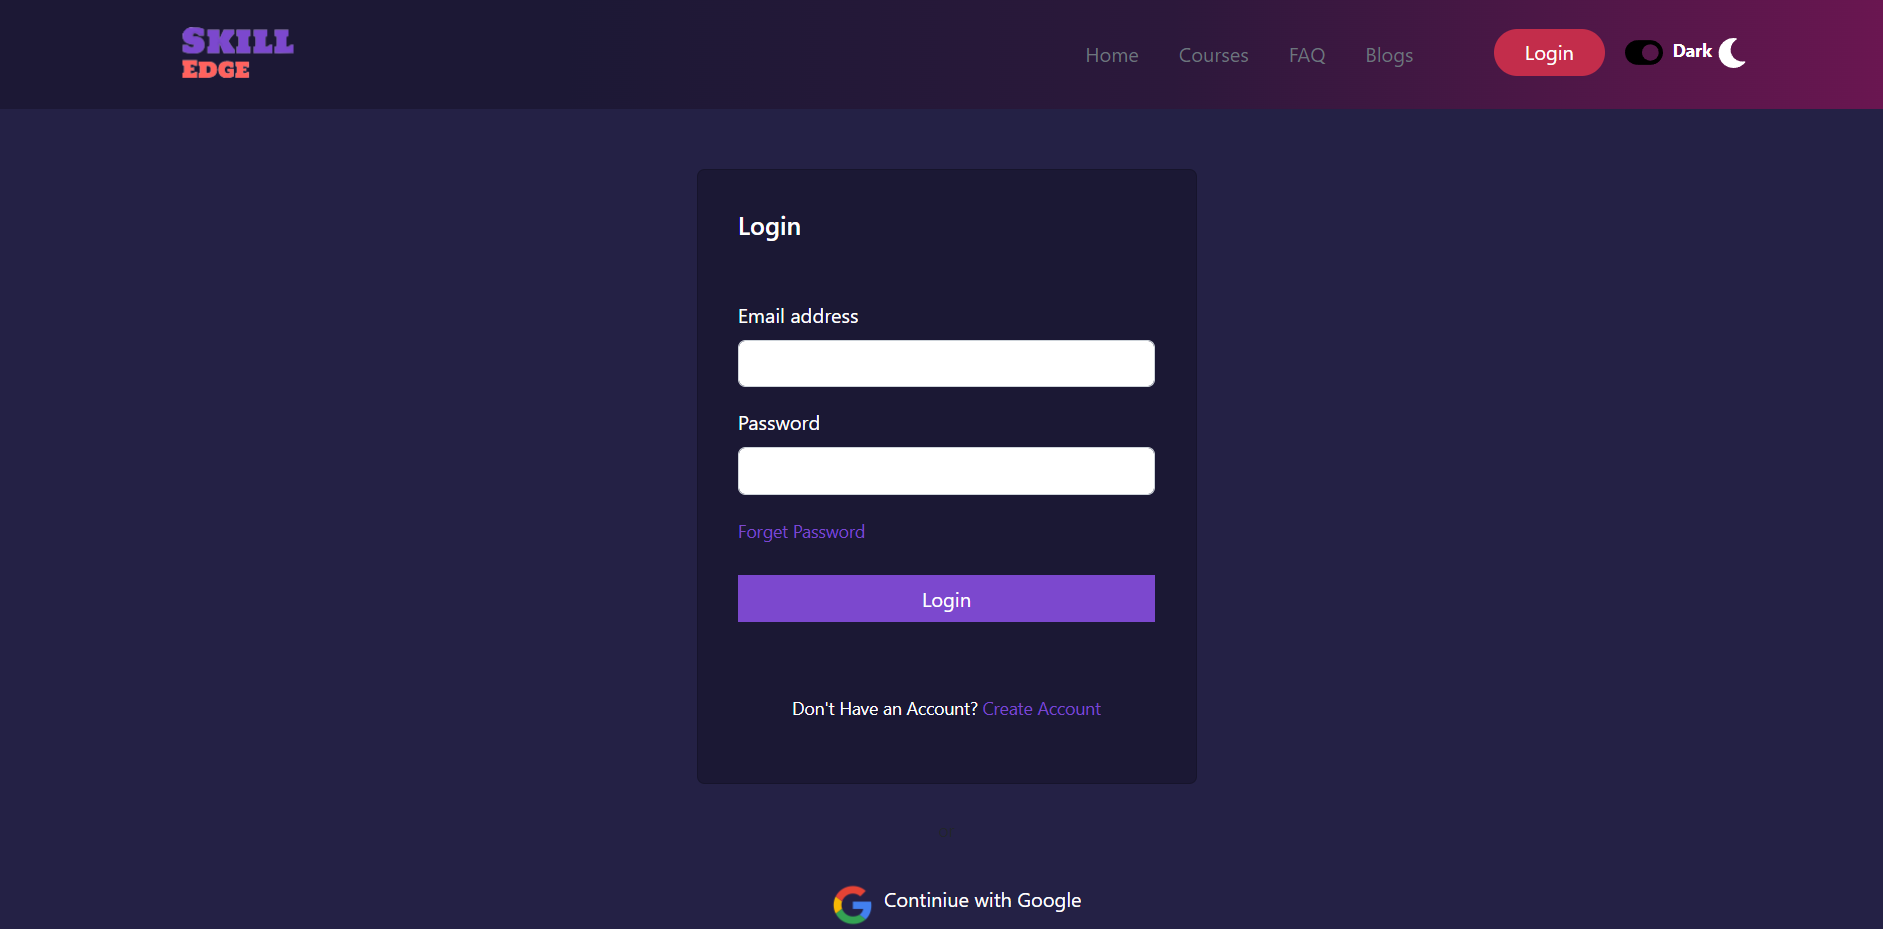 SKILL
EDGE
Home Courses FAQ Blogs Login Dark
Login
Email address
Password
Forget Password
Login
Don't Have an Account? Create Account
Continiue with Google